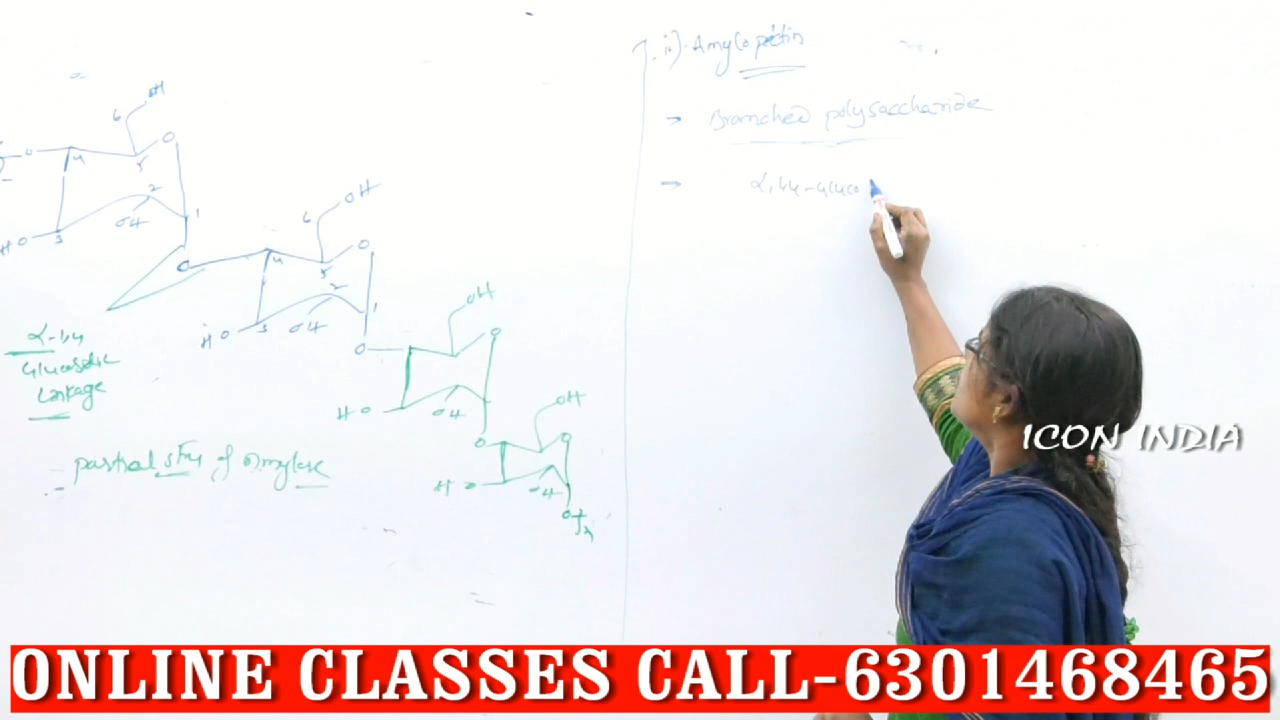 ii). Amylopectin
→ Branched polysaccharide
→ α,1,4-Gluco
OH
6
O
O
4
5
2
1
OH
HO
3
OH
6
O
O
4
5
2
1
OH
HO
3
OH
O
O
HO
OH
OH
O
O
HO
OH
O
n
α-1,4
Glucosidic
Linkage
partial str of amylose
ICON INDIA
ONLINE CLASSES CALL-6301468465